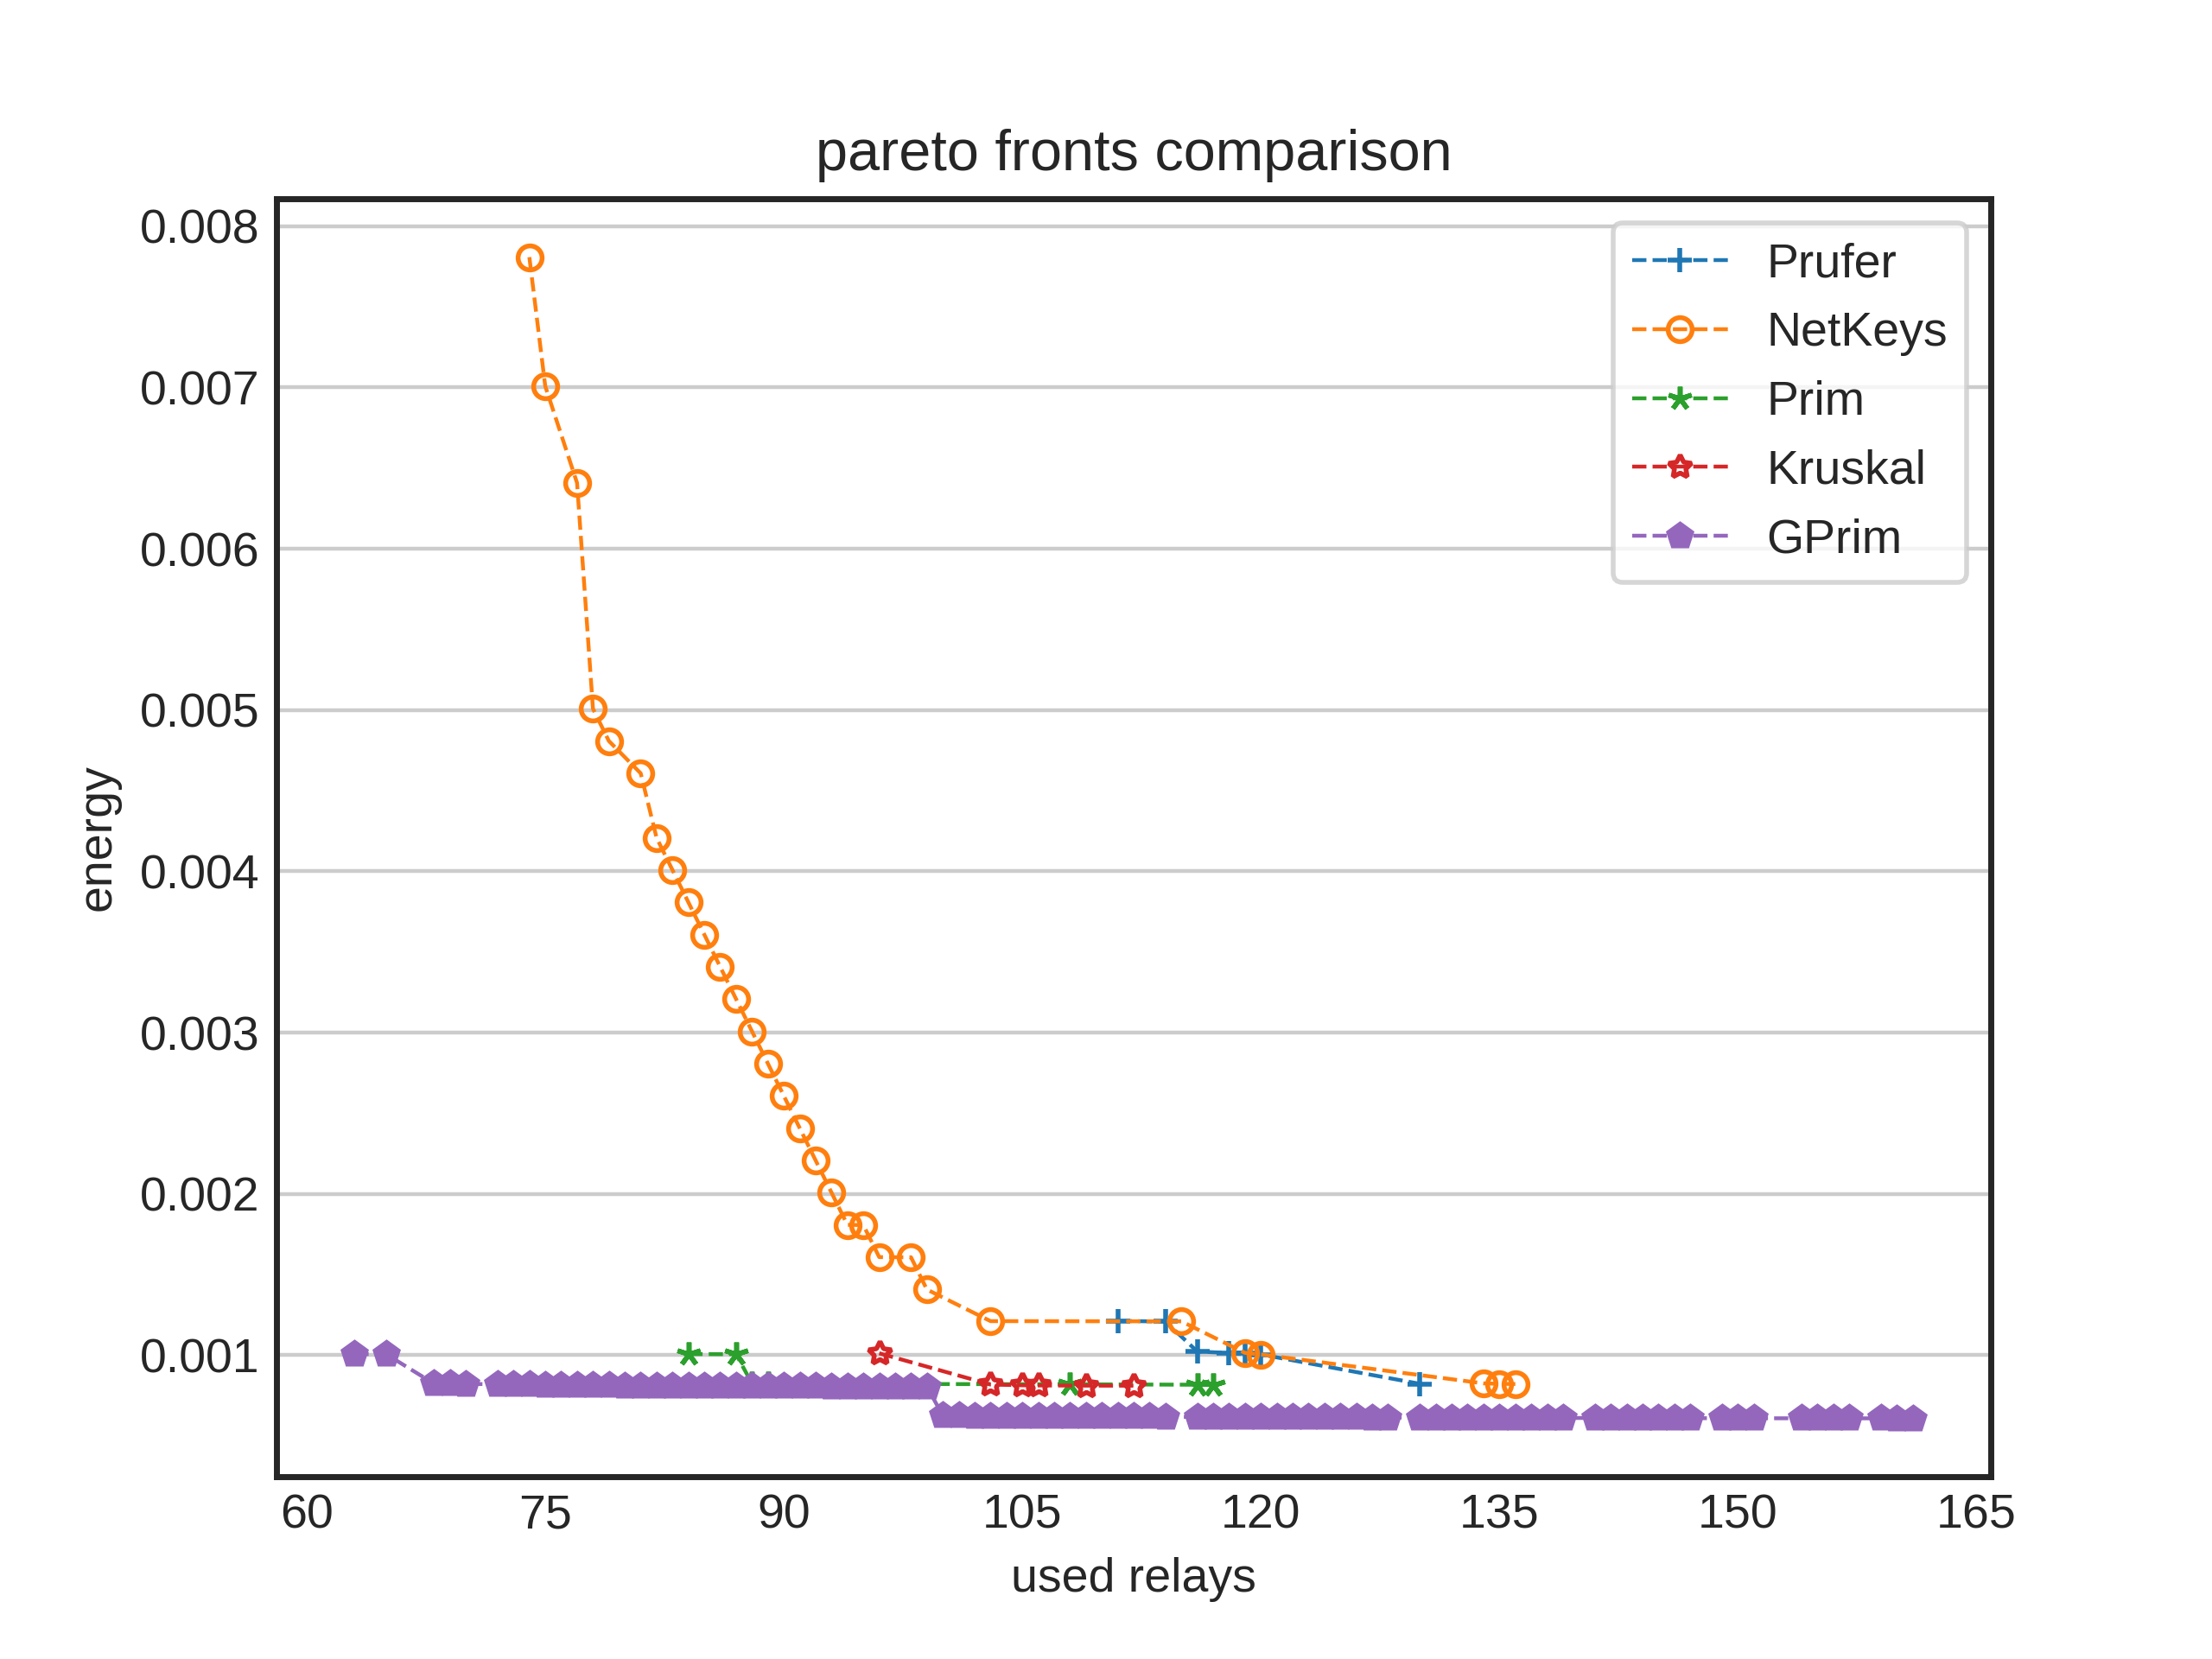 pareto fronts comparison
0.008
0.007
0.006
0.005
0.004
0.003
0.002
0.001
energy
60 75 90 105 120 135 150 165
used relays
Prufer
NetKeys
Prim
Kruskal
GPrim